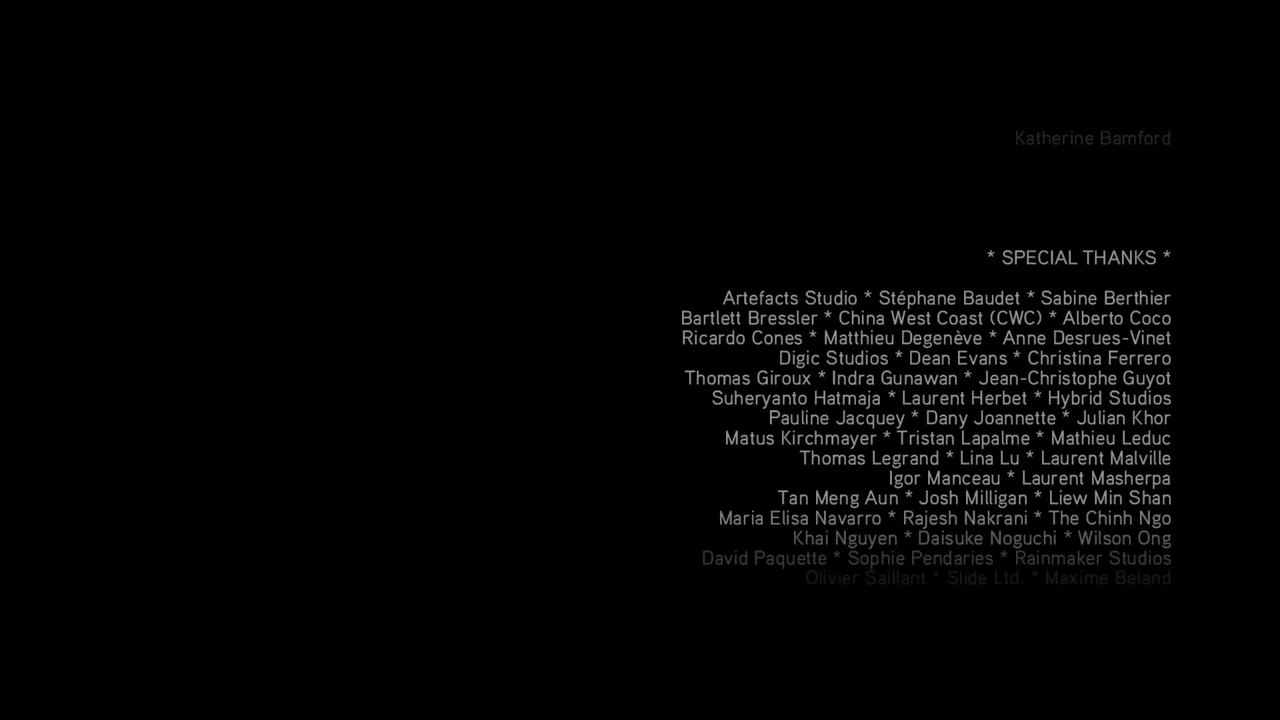 Katherine Bamford
* SPECIAL THANKS *
Artefacts Studio * Stéphane Baudet * Sabine Berthier
Bartlett Bressler * China West Coast (CWC) * Alberto Coco
Ricardo Cones * Matthieu Degenève * Anne Desrues-Vinet
Digic Studios * Dean Evans * Christina Ferrero
Thomas Giroux * Indra Gunawan * Jean-Christophe Guyot
Suheryanto Hatmaja * Laurent Herbet * Hybrid Studios
Pauline Jacquey * Dany Joannette * Julian Khor
Matus Kirchmayer * Tristan Lapalme * Mathieu Leduc
Thomas Legrand * Lina Lu * Laurent Malville
Igor Manceau * Laurent Masherpa
Tan Meng Aun * Josh Milligan * Liew Min Shan
Maria Elisa Navarro * Rajesh Nakrani * The Chinh Ngo
Khai Nguyen * Daisuke Noguchi * Wilson Ong
David Paquette * Sophie Pendaries * Rainmaker Studios
Olivier Saillant * Slide Ltd. * Maxime Beland